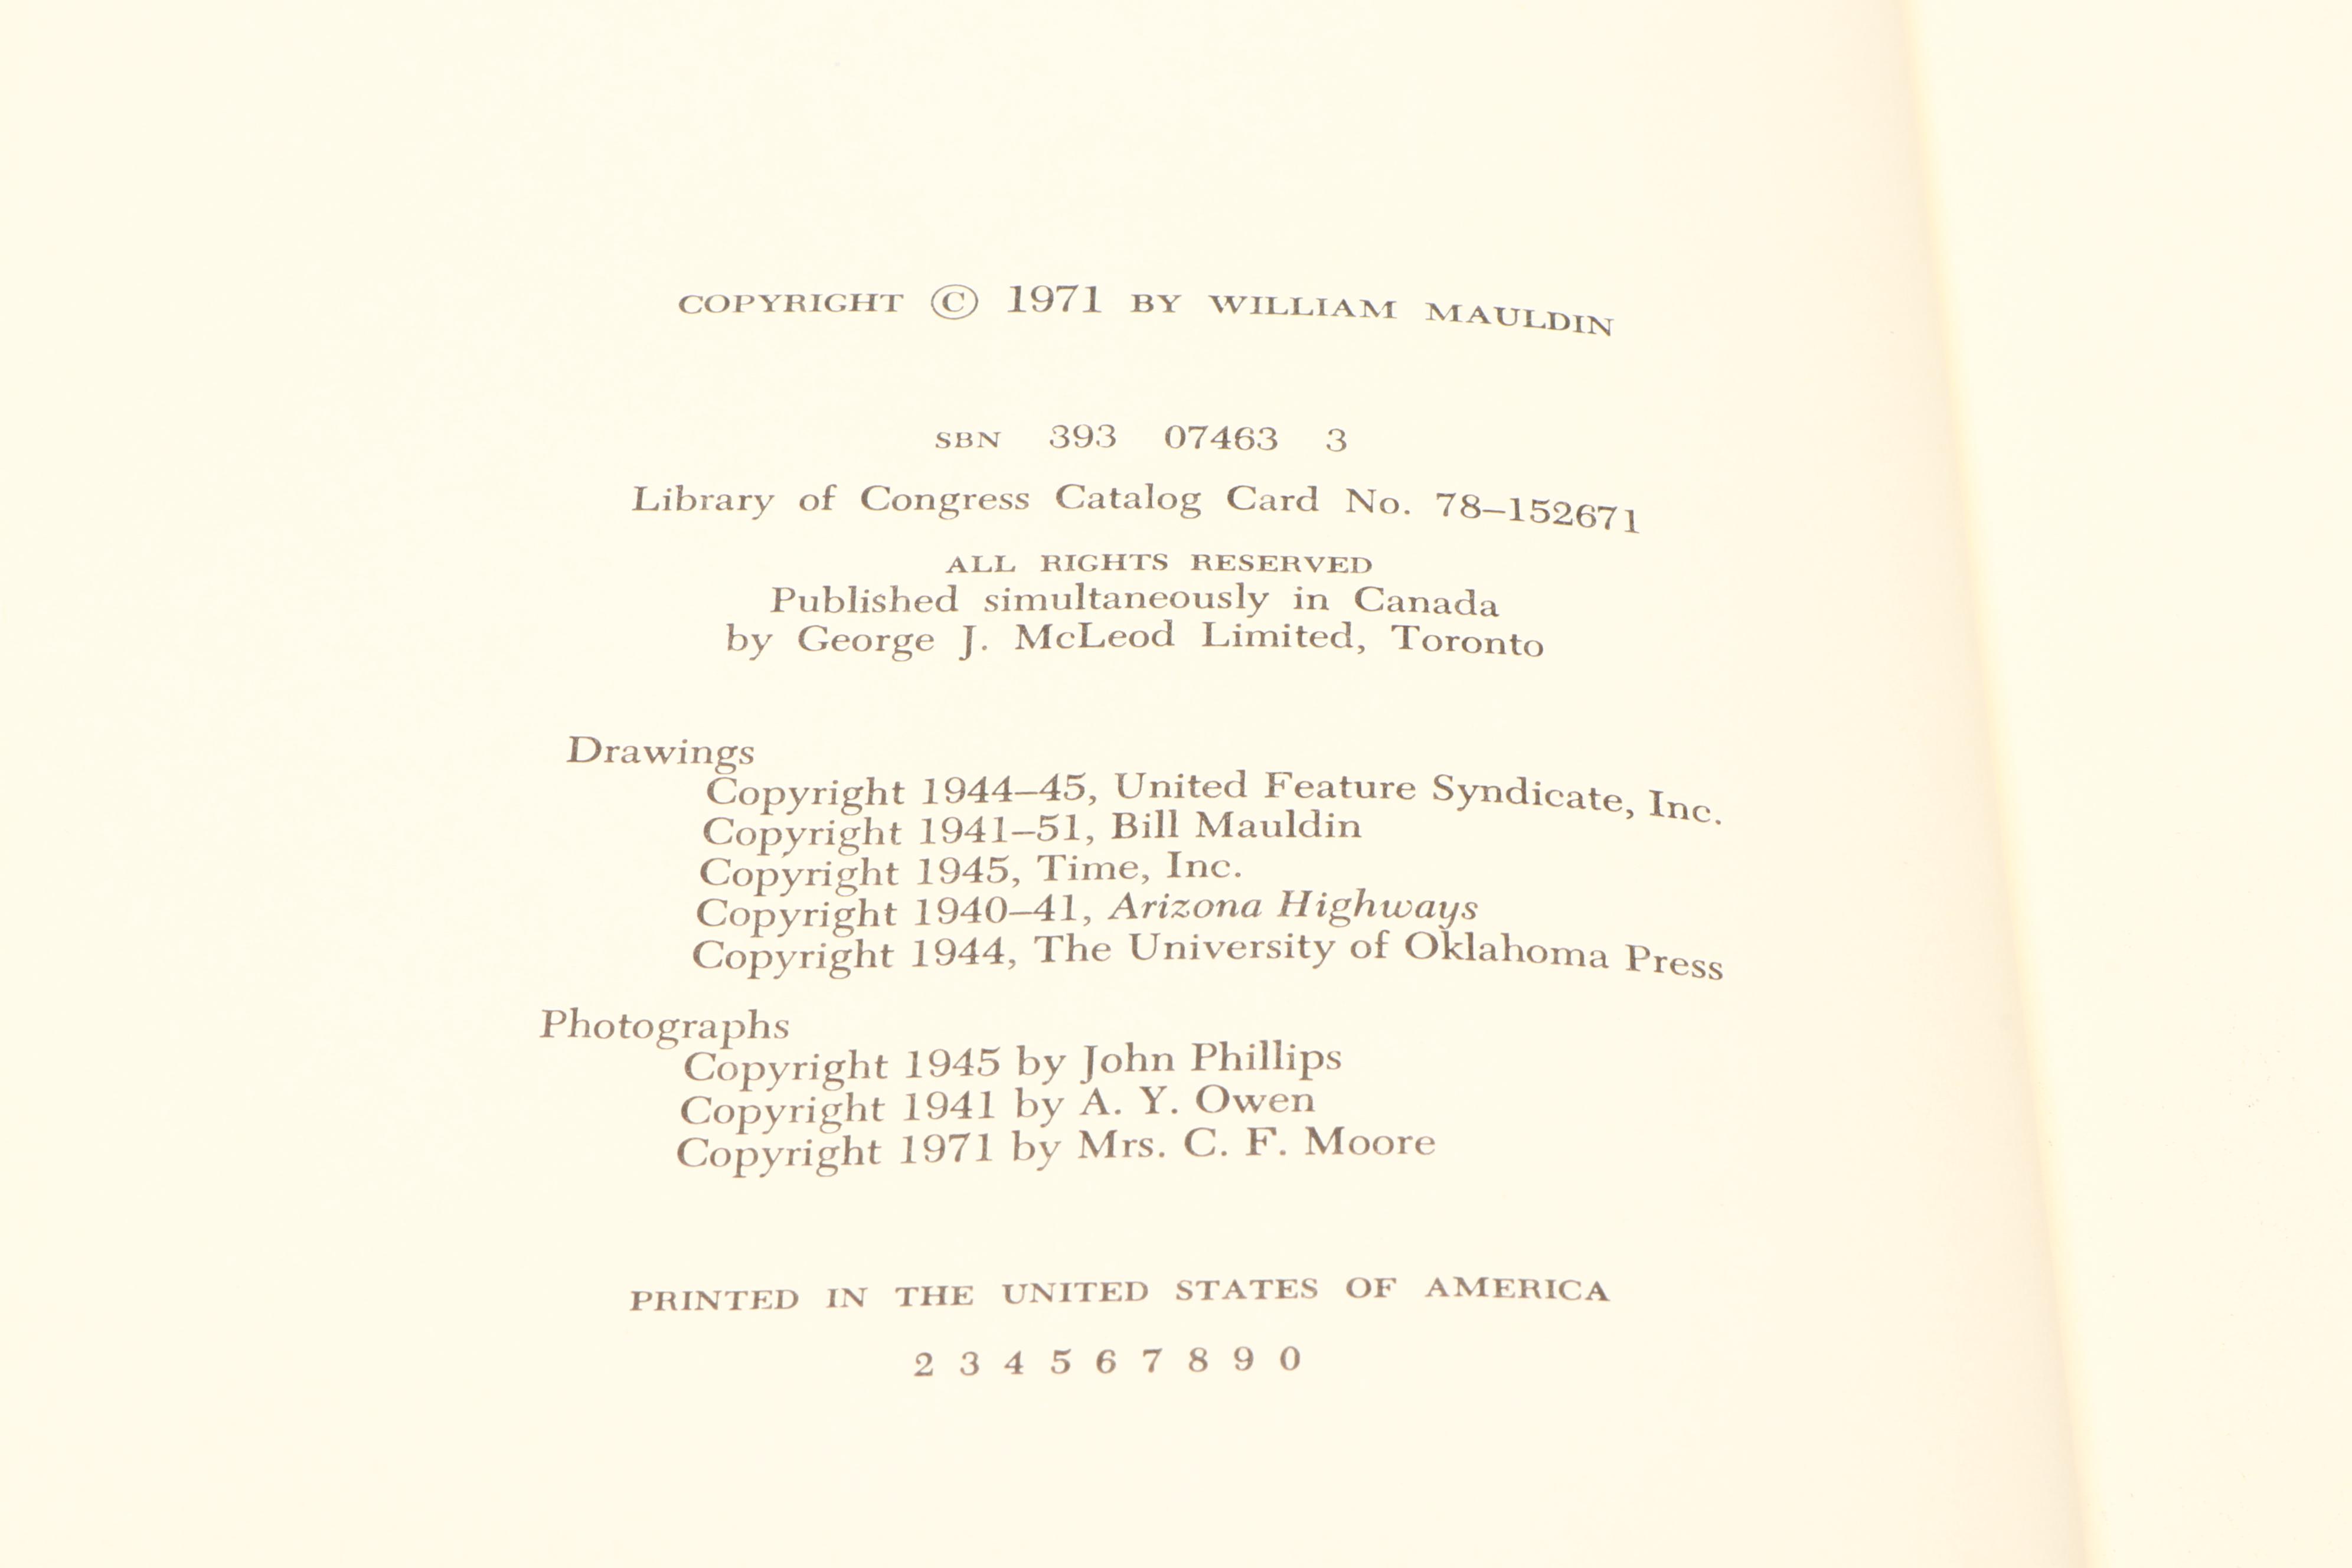 COPYRIGHT © 1971 BY WILLIAM MAULDIN
SBN 393 07463 3
Library of Congress Catalog Card No. 78–152671
ALL RIGHTS RESERVED
Published simultaneously in Canada
by George J. McLeod Limited, Toronto
Drawings
Copyright 1944–45, United Feature Syndicate, Inc.
Copyright 1941–51, Bill Mauldin
Copyright 1945, Time, Inc.
Copyright 1940–41, Arizona Highways
Copyright 1944, The University of Oklahoma Press
Photographs
Copyright 1945 by John Phillips
Copyright 1941 by A. Y. Owen
Copyright 1971 by Mrs. C. F. Moore
PRINTED IN THE UNITED STATES OF AMERICA
2 3 4 5 6 7 8 9 0